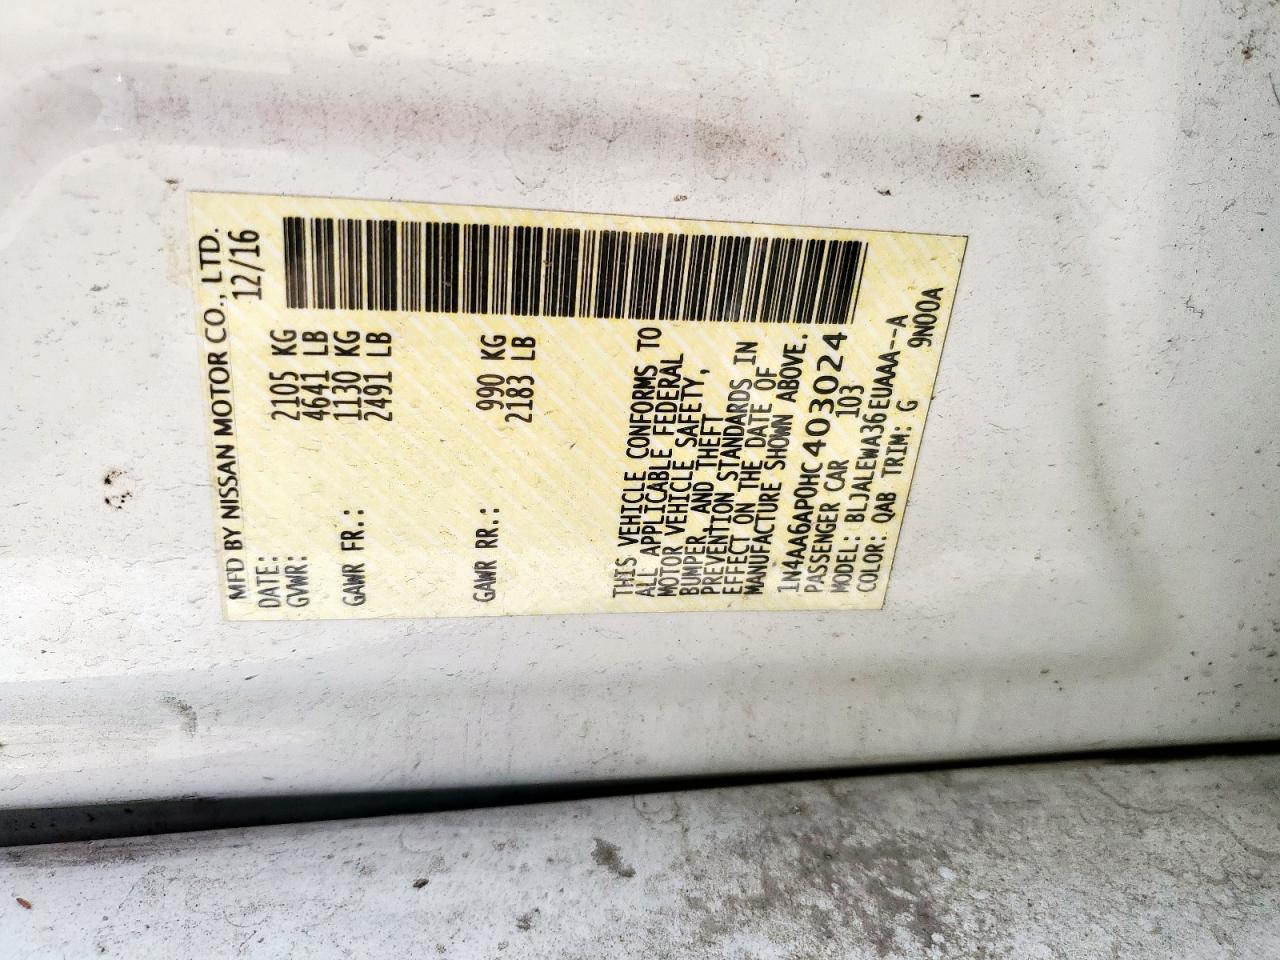 MFD BY NISSAN MOTOR CO., LTD.
DATE: 12/16
GVWR: 2105 KG
4641 LB
GAWR FR.: 1130 KG
2491 LB
GAWR RR.: 990 KG
2183 LB
THIS VEHICLE CONFORMS TO
ALL APPLICABLE FEDERAL
MOTOR VEHICLE SAFETY,
BUMPER, AND THEFT
PREVENTION STANDARDS IN
EFFECT ON THE DATE OF
MANUFACTURE SHOWN ABOVE.
1N4AA6AP0HC403024
PASSENGER CAR 103
MODEL: BLJALEWA36EUAAA--A
COLOR: QAB TRIM: G 9N00A